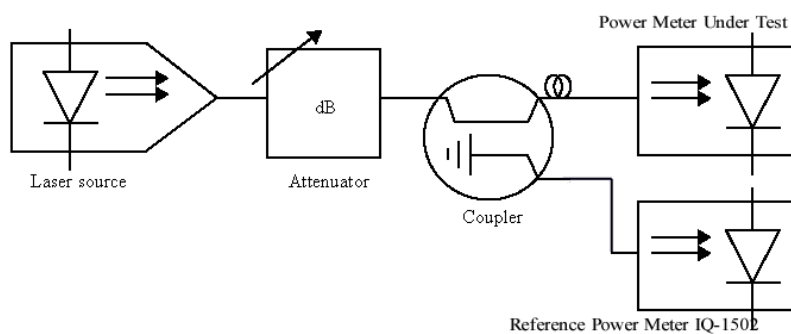 Power Meter Under Test
dB
Laser source
Attenuator
Coupler
Reference Power Meter IQ-1502